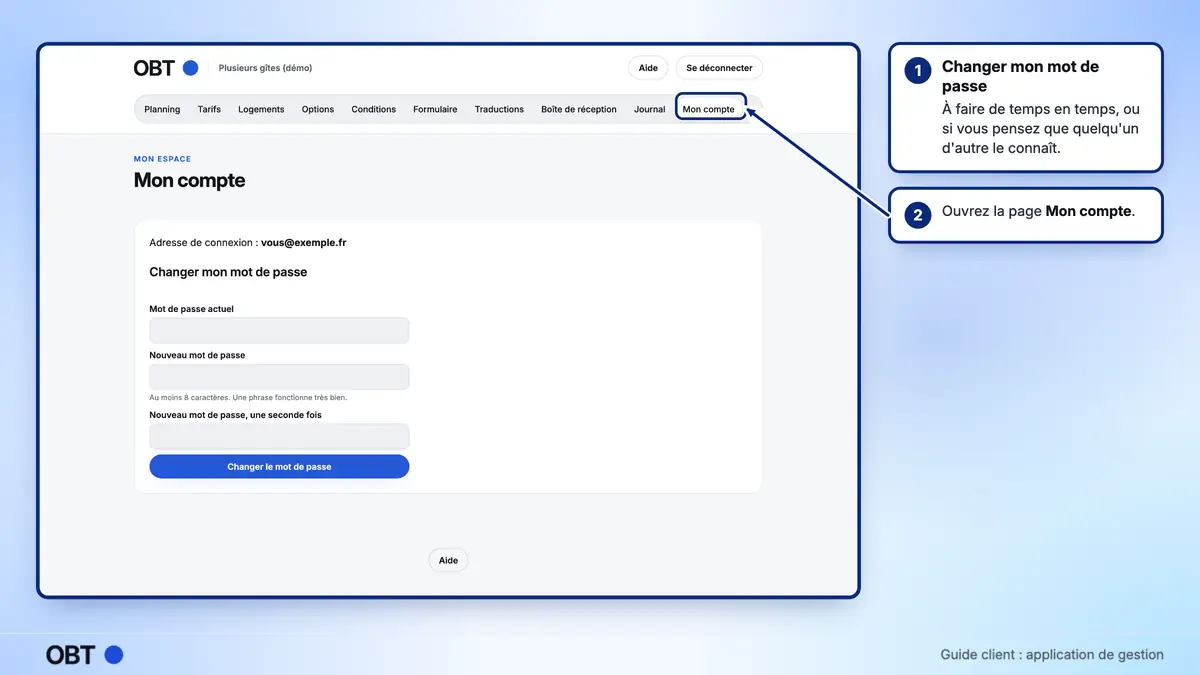 OBT
Plusieurs gîtes (démo)
Aide
Se déconnecter
Planning
Tarifs
Logements
Options
Conditions
Formulaire
Traductions
Boîte de réception
Journal
Mon compte
MON ESPACE
Mon compte
Adresse de connexion : vous@exemple.fr
Changer mon mot de passe
Mot de passe actuel
Nouveau mot de passe
Au moins 8 caractères. Une phrase fonctionne très bien.
Nouveau mot de passe, une seconde fois
Changer le mot de passe
Aide
1
Changer mon mot de
passe
À faire de temps en temps, ou
si vous pensez que quelqu'un
d'autre le connaît.
2
Ouvrez la page Mon compte.
OBT
Guide client : application de gestion